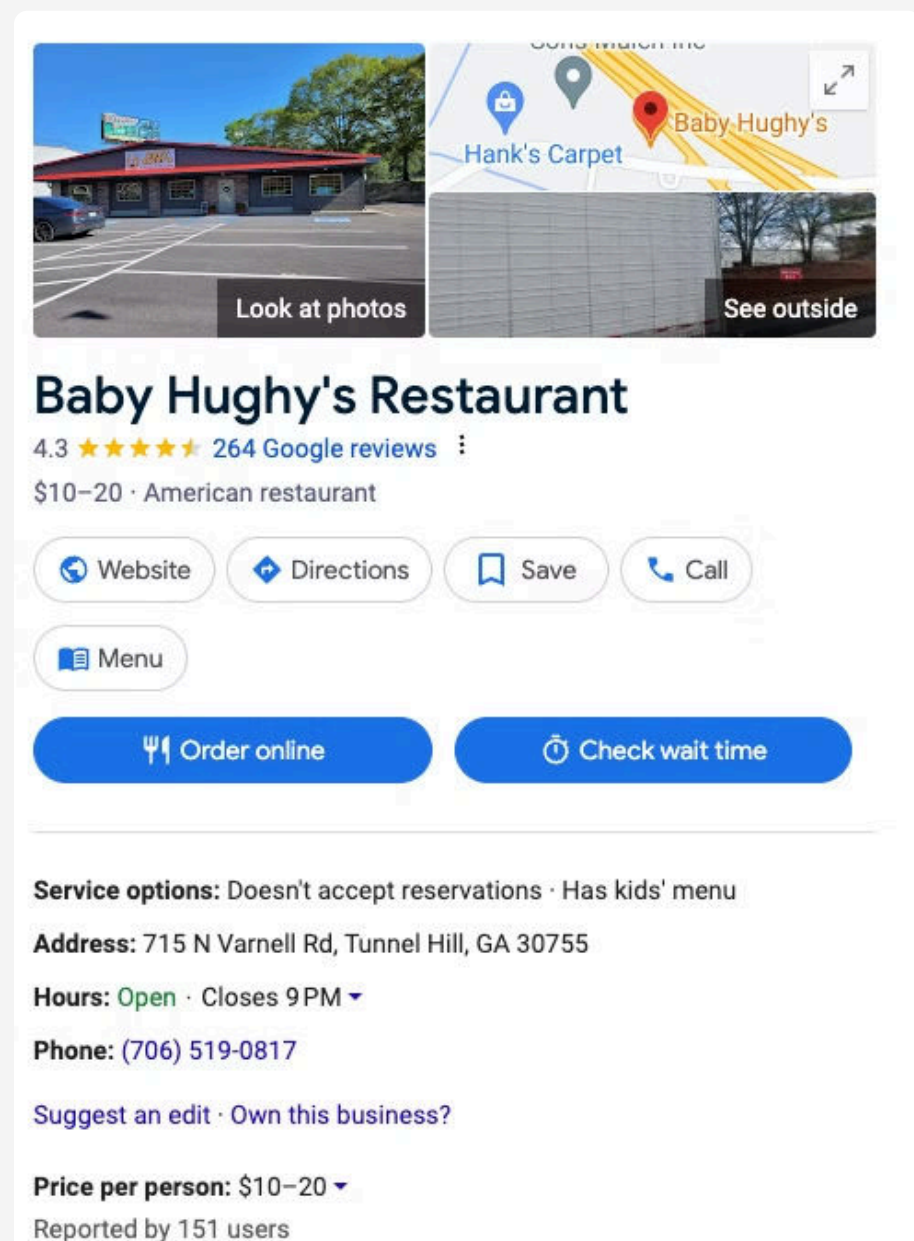 Sons Mulch Inc
Baby Hughy's
Hank's Carpet
Look at photos
See outside
Baby Hughy's Restaurant
4.3 264 Google reviews
$10–20 · American restaurant
Website Directions Save Call
Menu
Order online Check wait time
Service options: Doesn't accept reservations · Has kids' menu
Address: 715 N Varnell Rd, Tunnel Hill, GA 30755
Hours: Open · Closes 9 PM
Phone: (706) 519-0817
Suggest an edit · Own this business?
Price per person: $10–20
Reported by 151 users